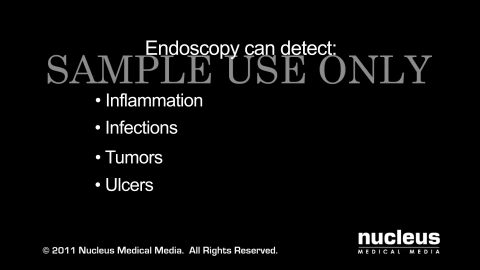 Endoscopy can detect:
SAMPLE USE ONLY
• Inflammation
• Infections
• Tumors
• Ulcers
nucleus
MEDICAL MEDIA
© 2011 Nucleus Medical Media. All Rights Reserved.